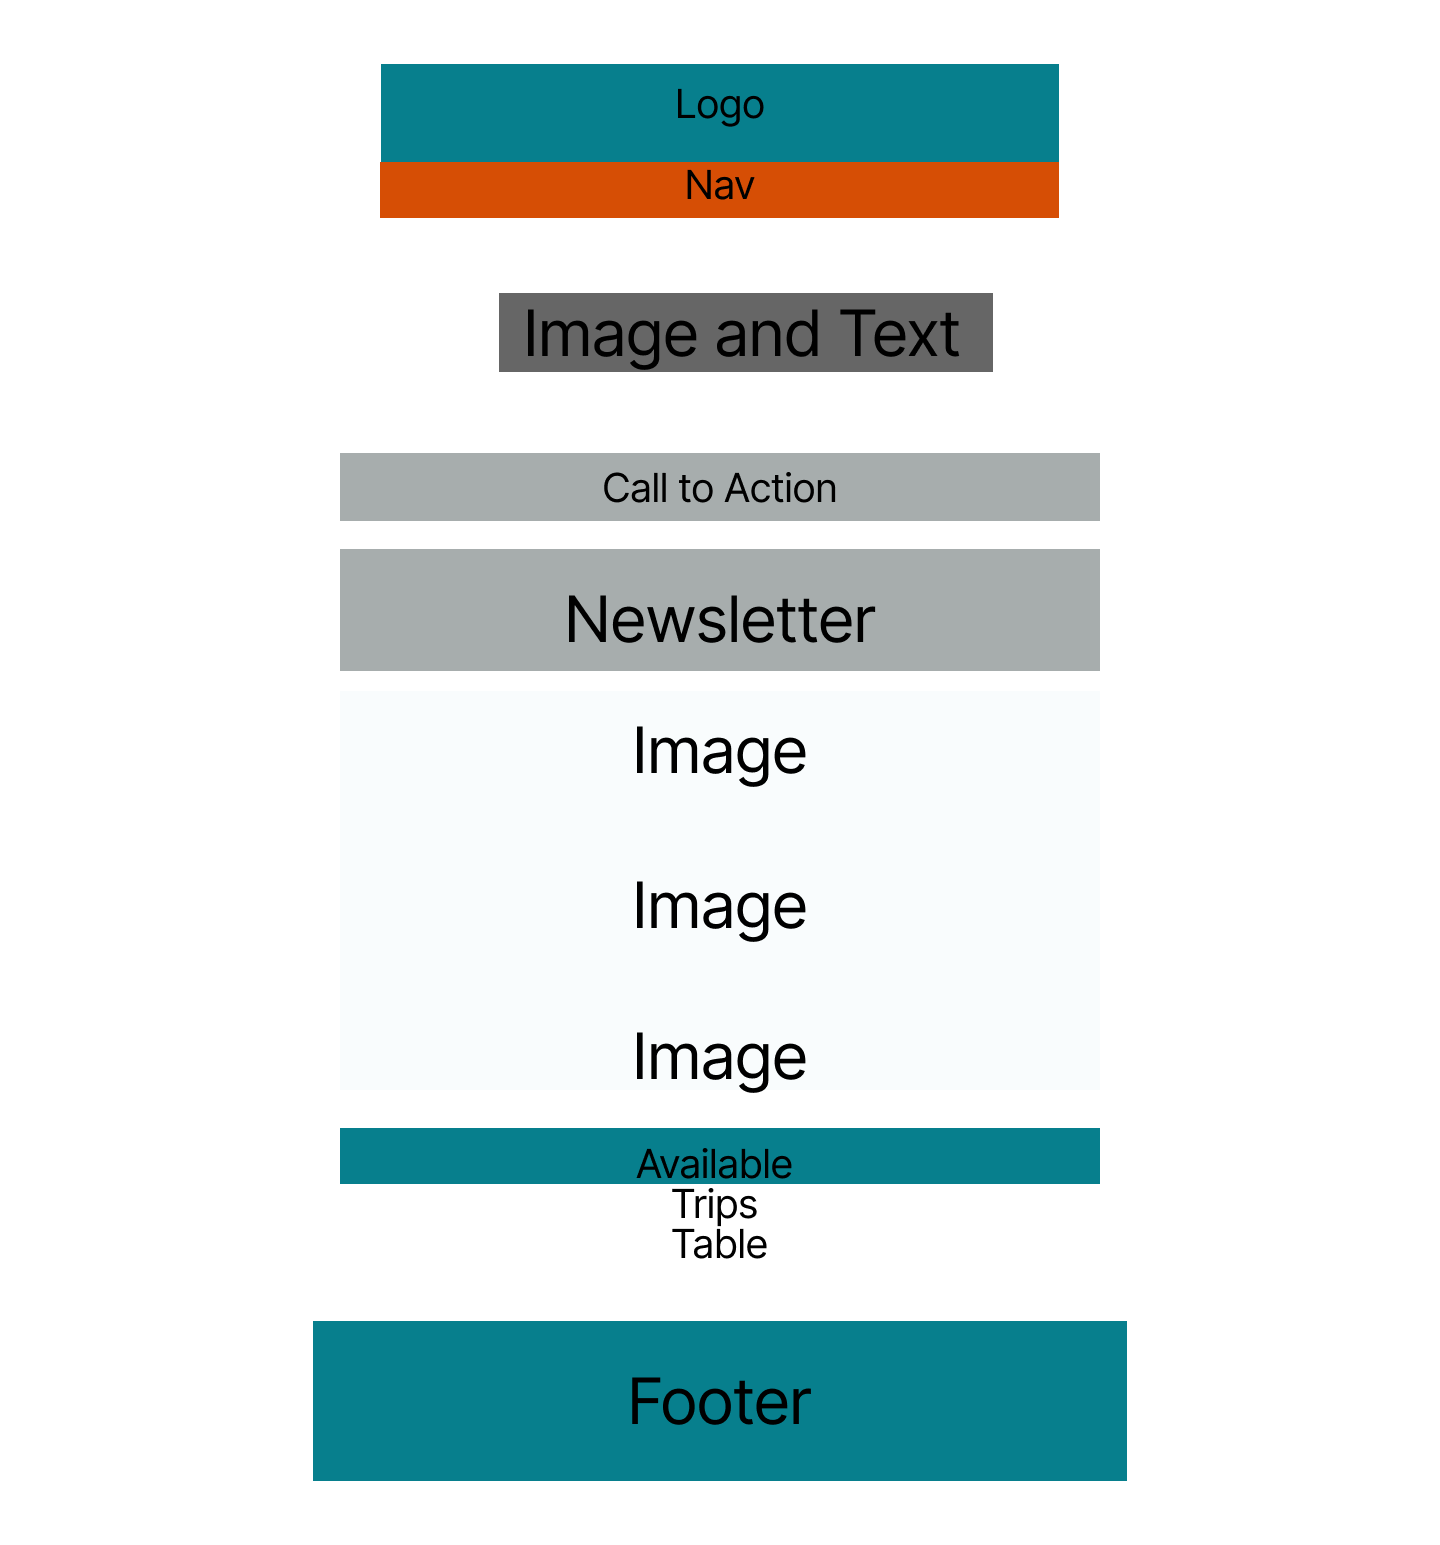 Logo
Nav
Image and Text
Call to Action
Newsletter
Image
Image
Image
Available
Trips
Table
Footer